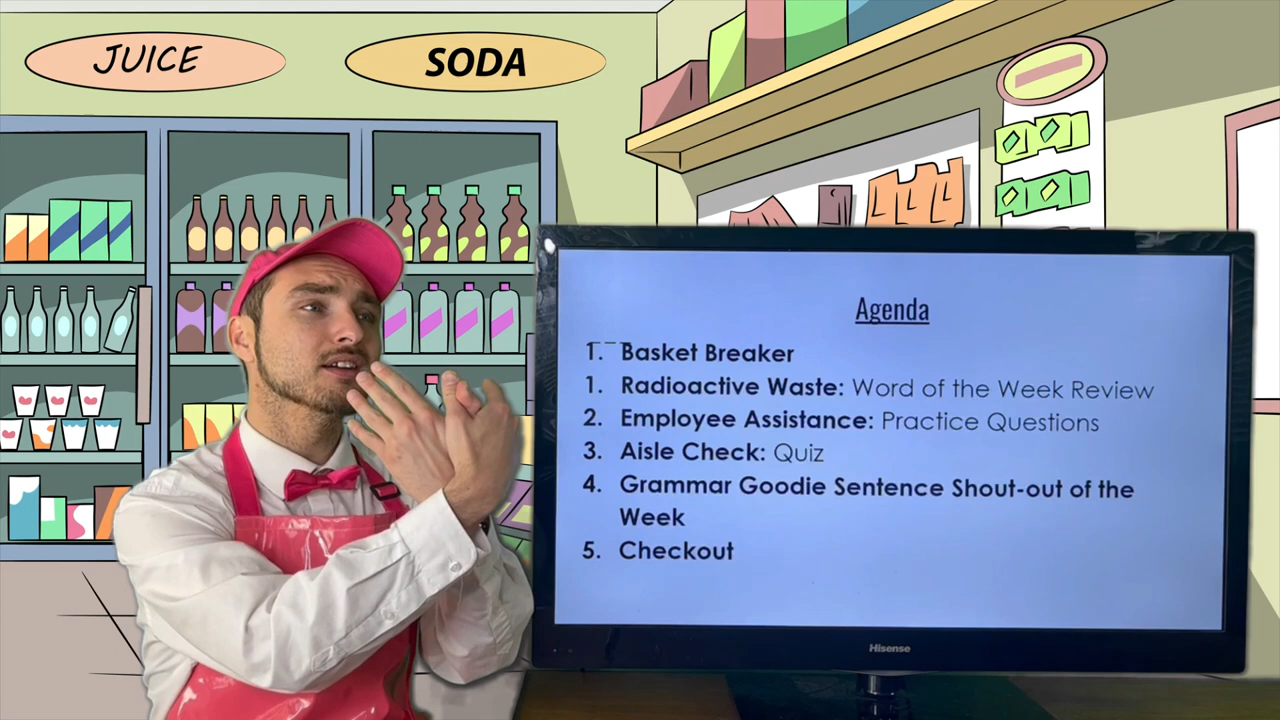 JUICE
SODA
Agenda
1. Basket Breaker
1. Radioactive Waste: Word of the Week Review
2. Employee Assistance: Practice Questions
3. Aisle Check: Quiz
4. Grammar Goodie Sentence Shout-out of the
Week
5. Checkout
Hisense